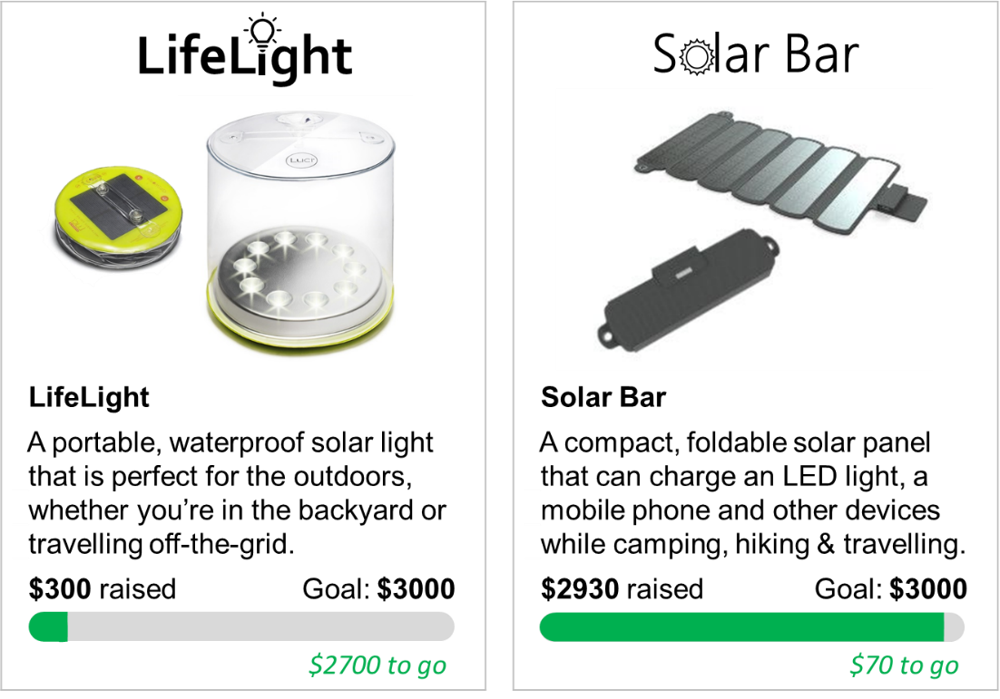 LifeLight
Luci
LifeLight
A portable, waterproof solar light
that is perfect for the outdoors,
whether you’re in the backyard or
travelling off-the-grid.
$300 raised Goal: $3000
$2700 to go
Solar Bar
Solar Bar
A compact, foldable solar panel
that can charge an LED light, a
mobile phone and other devices
while camping, hiking & travelling.
$2930 raised Goal: $3000
$70 to go